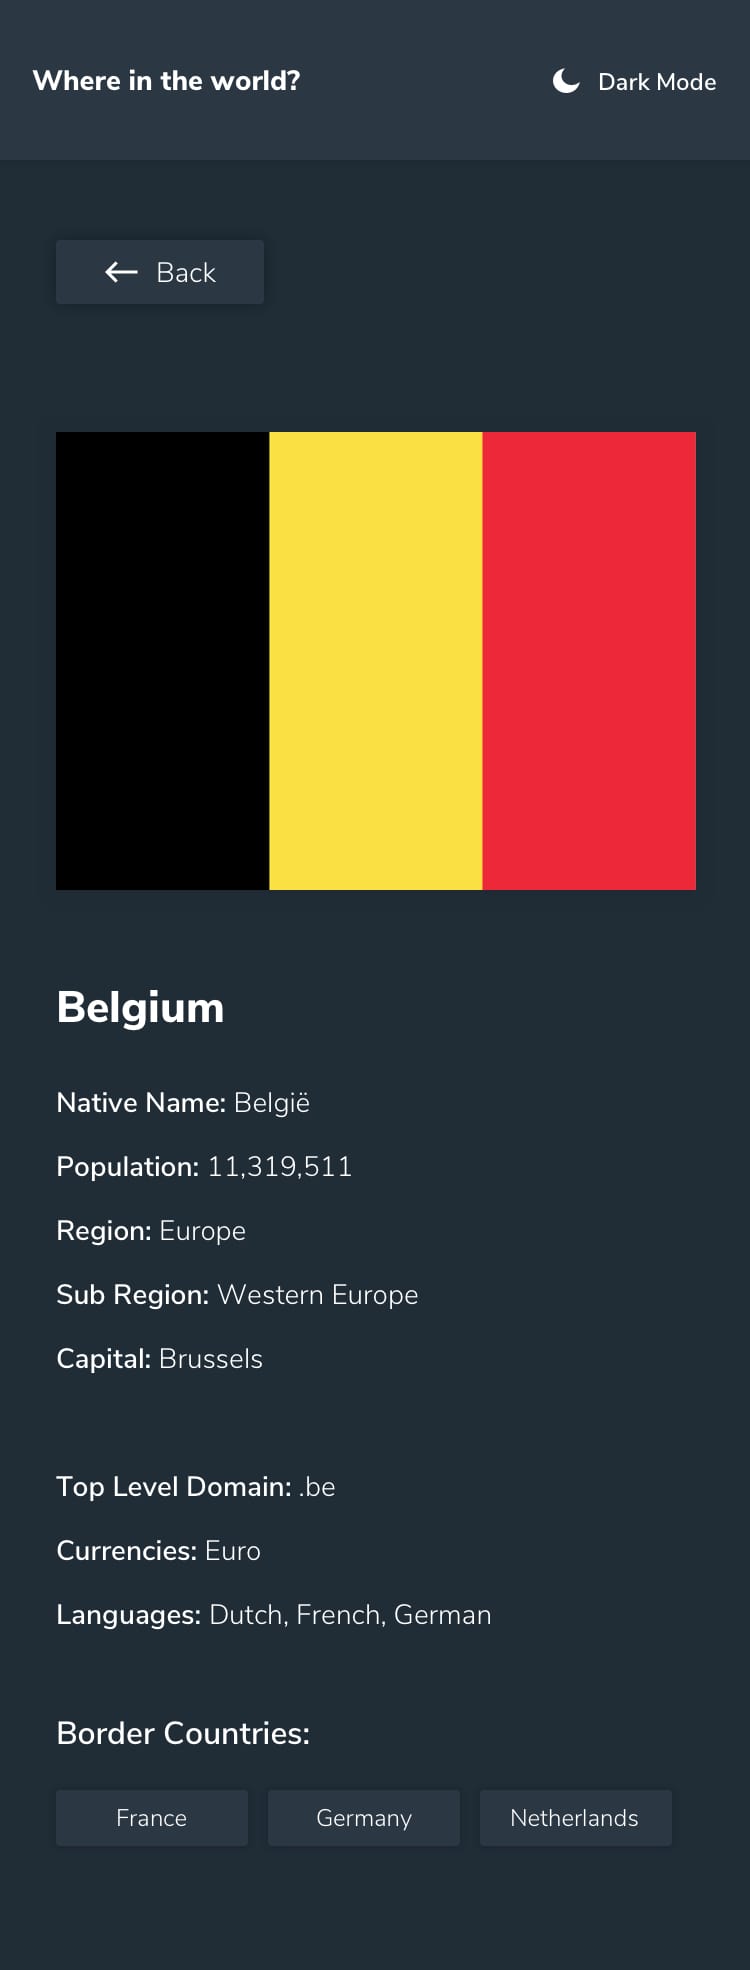 Where in the world?
Dark Mode
Back
Belgium
Native Name: België
Population: 11,319,511
Region: Europe
Sub Region: Western Europe
Capital: Brussels
Top Level Domain: .be
Currencies: Euro
Languages: Dutch, French, German
Border Countries:
France
Germany
Netherlands